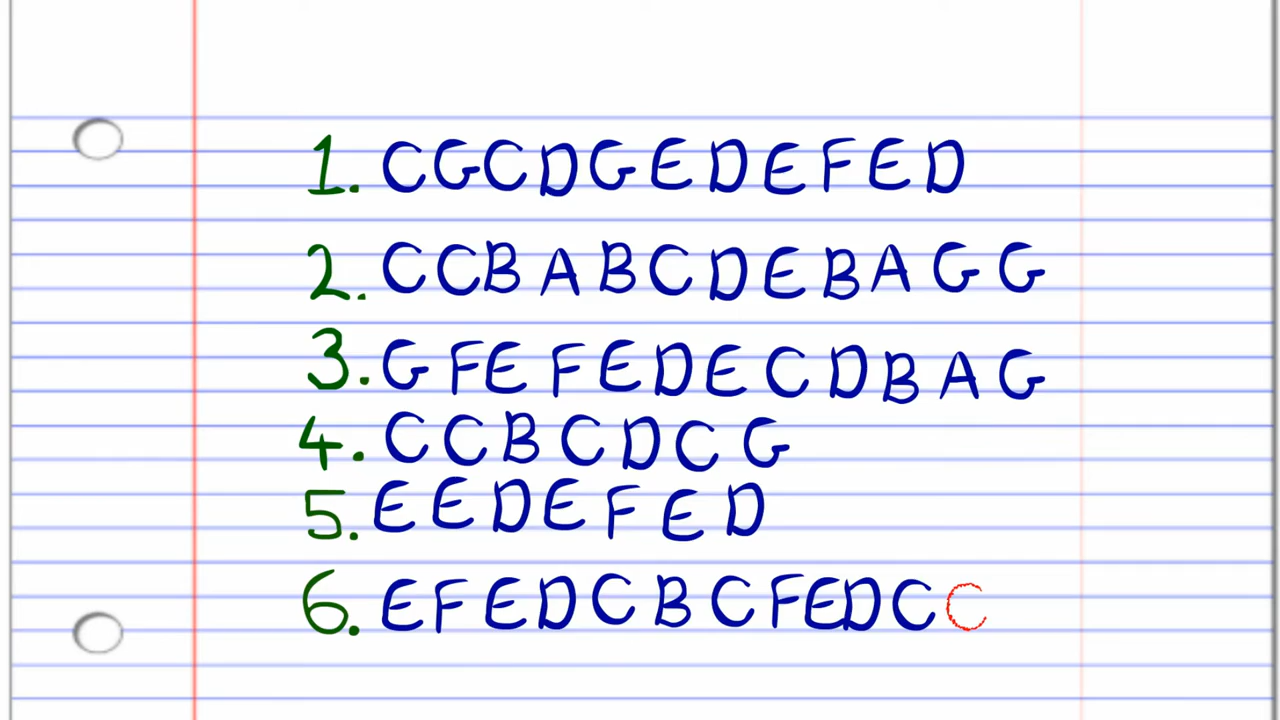 1. C G C D G E D E F E D
2. C C B A B C D E B A G G
3. G F E F E D E C D B A G
4. C C B C D C G
5. E E D E F E D
6. E F E D C B C F E D C C